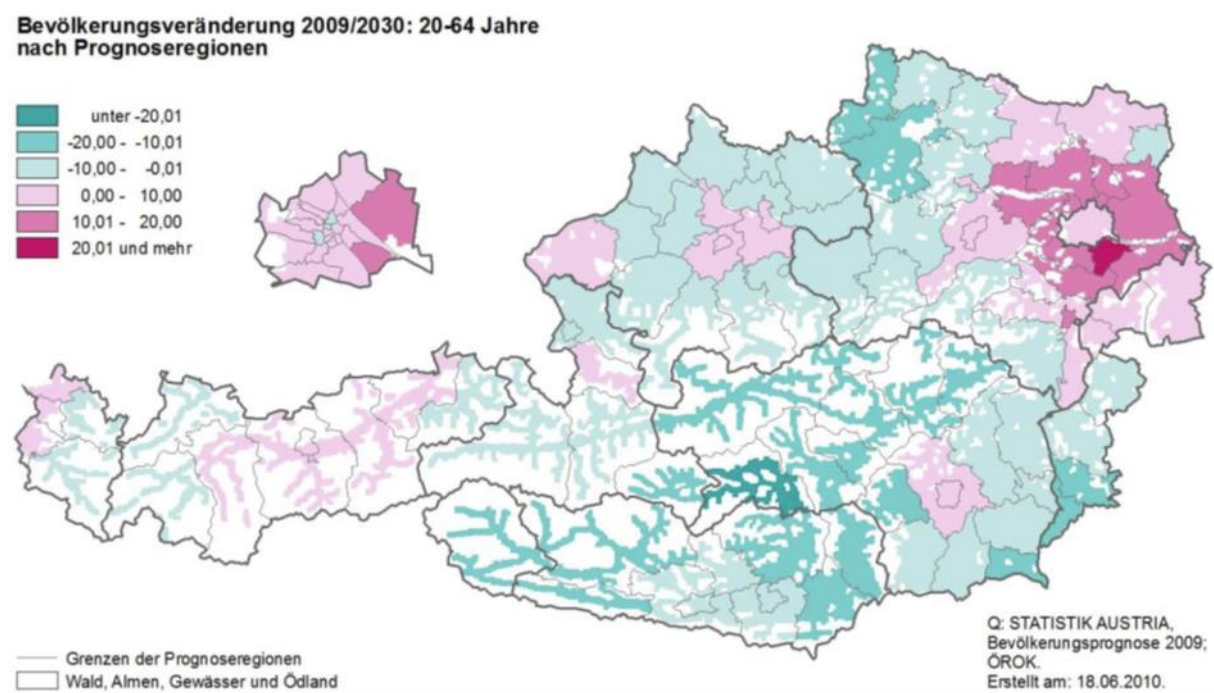 Bevölkerungsveränderung 2009/2030: 20-64 Jahre
nach Prognoseregionen
unter -20,01
-20,00 - -10,01
-10,00 - -0,01
0,00 - 10,00
10,01 - 20,00
20,01 und mehr
Grenzen der Prognoseregionen
Wald, Almen, Gewässer und Ödland
Q: STATISTIK AUSTRIA,
Bevölkerungsprognose 2009;
ÖROK.
Erstellt am: 18.06.2010.